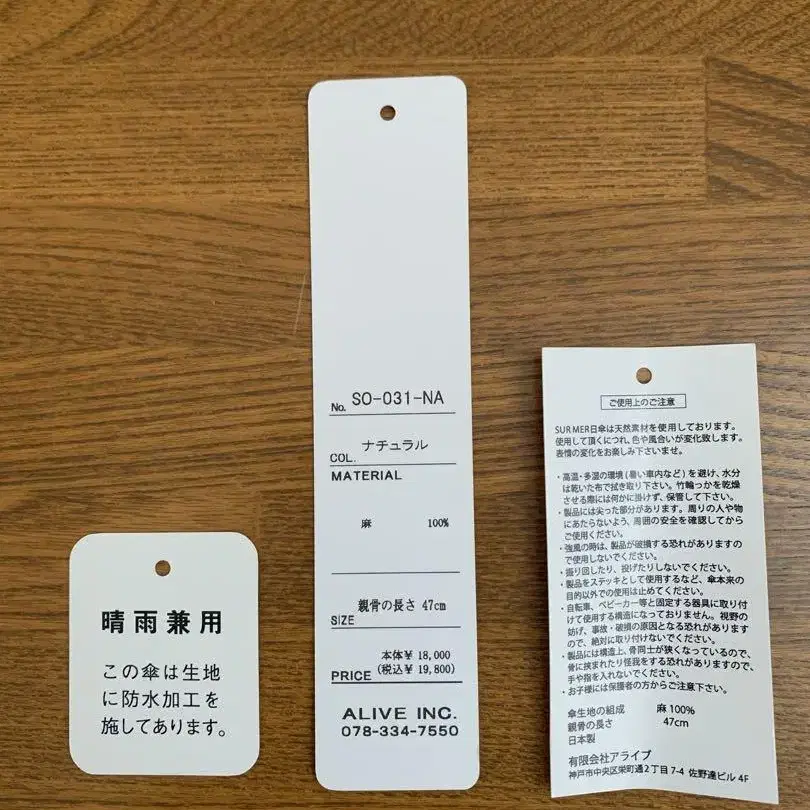 晴雨兼用
この傘は生地
に防水加工を
施してあります。
No. SO-031-NA
COL. ナチュラル
MATERIAL
麻 100%
SIZE 親骨の長さ 47cm
本体¥ 18,000
PRICE (税込¥ 19,800)
ALIVE INC.
078-334-7550
ご使用上のご注意
SUR MER日傘は天然素材を使用しております。
使用して頂くにつれ、色や風合いが変化致します。
表情の変化をお楽しみ下さいませ。
・高温・多湿の環境(暑い車内など)を避け、水分
は乾いた布で拭き取り下さい。竹輪っかを乾燥
させる際には何かに掛けず、保管して下さい。
・製品には尖った部分があります。周りの人や物
にあたらないよう、周囲の安全を確認してから
ご使用ください。
・強風の時は、製品が破損する恐れがありますの
で使用しないでください。
・振り回したり、投げたりしないでください。
・製品をステッキとして使用するなど、傘本来の
目的以外での使用は止めてください。
・自転車、ベビーカー等と固定する器具に取り付
けて使用する構造になっておりません。視野の
妨げ、事故・破損の原因となる恐れがあります
ので、絶対に取り付けないでください。
・製品には構造上、骨同士が狭くなっているので、
骨に挟まれたり怪我をする恐れがありますので、
手や指を入れないでください。
・お子様には保護者の方からご注意下さい。
傘生地の組成 麻 100%
親骨の長さ 47cm
日本製
有限会社アライブ
神戸市中央区栄町通2丁目7-4 佐野達ビル 4F